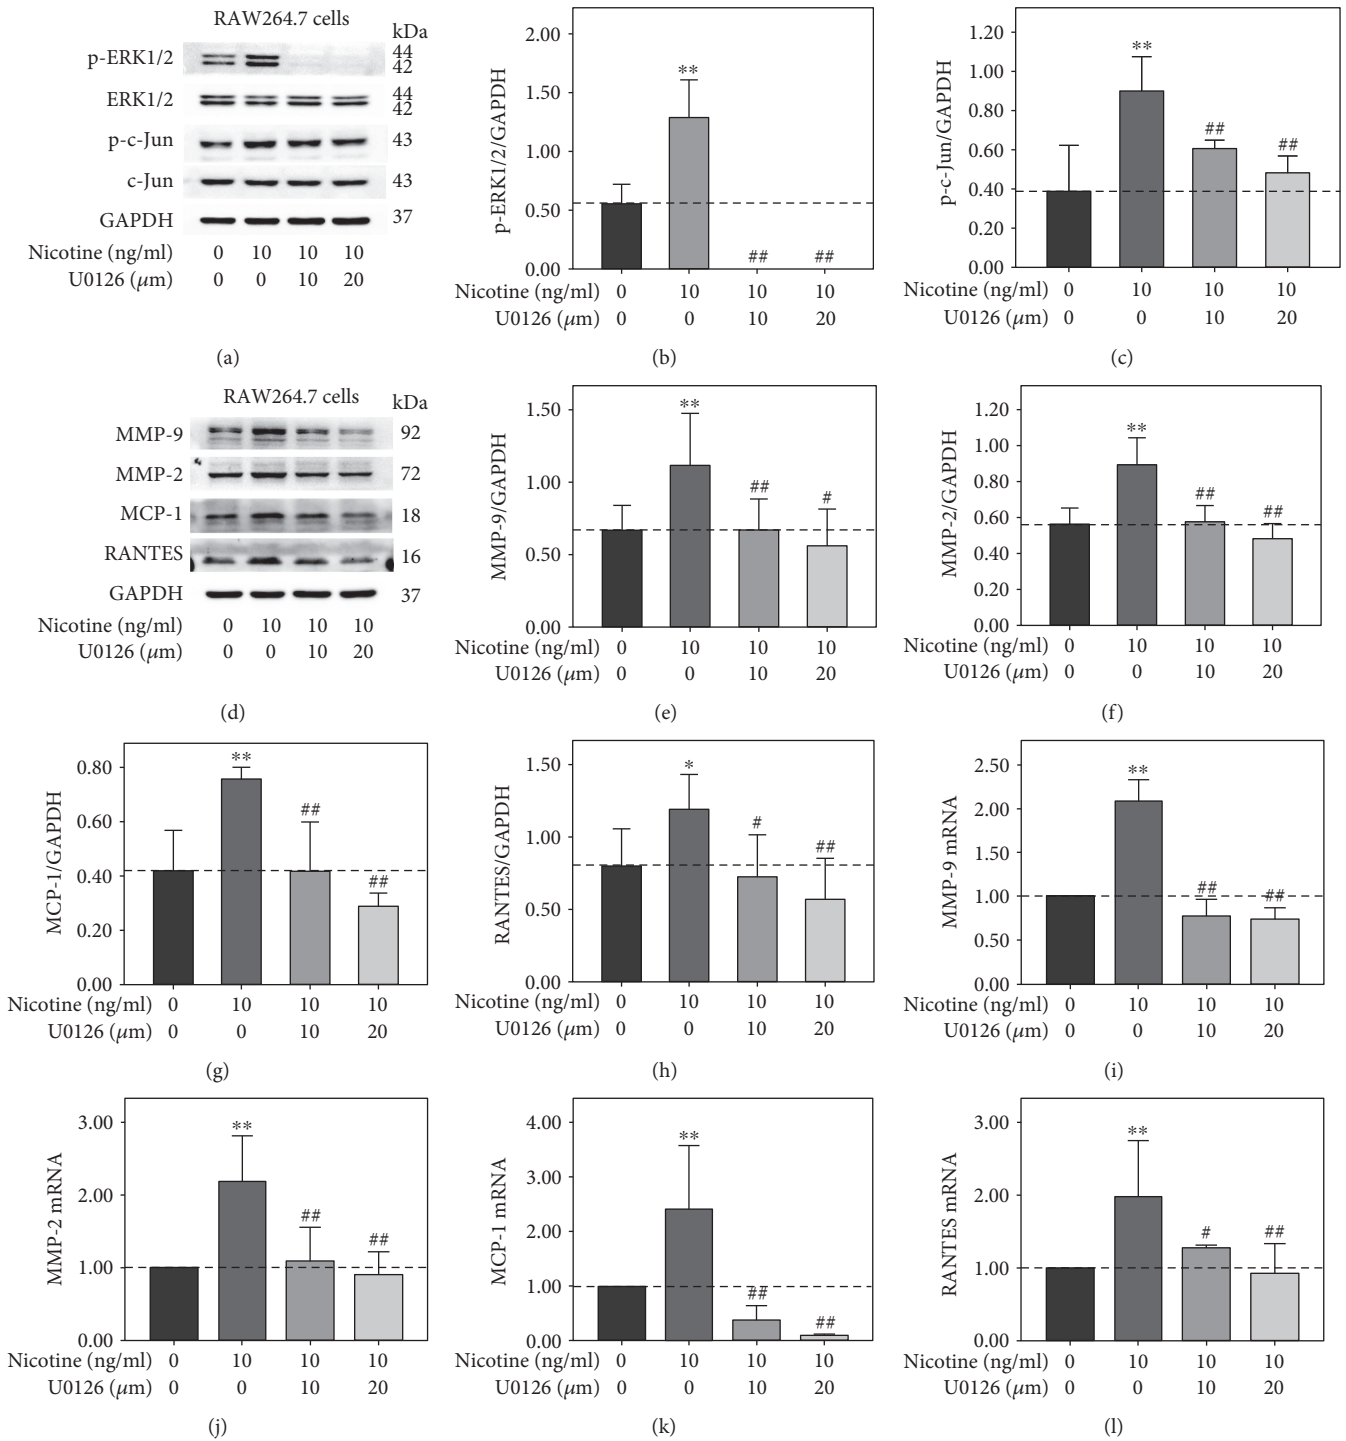 RAW264.7 cells
kDa
p-ERK1/2
44
42
ERK1/2
44
42
p-c-Jun 43
c-Jun 43
GAPDH 37
Nicotine (ng/ml) 0 10 10 10
U0126 (μm) 0 0 10 20
(a)
p-ERK1/2/GAPDH
2.00
1.50
1.00
0.50
0.00
**
##
##
Nicotine (ng/ml) 0 10 10 10
U0126 (μm) 0 0 10 20
(b)
p-c-Jun/GAPDH
1.20
1.00
0.80
0.60
0.40
0.20
0.00
**
##
##
Nicotine (ng/ml) 0 10 10 10
U0126 (μm) 0 0 10 20
(c)
RAW264.7 cells
kDa
MMP-9 92
MMP-2 72
MCP-1 18
RANTES 16
GAPDH 37
Nicotine (ng/ml) 0 10 10 10
U0126 (μm) 0 0 10 20
(d)
MMP-9/GAPDH
1.50
1.00
0.50
0.00
**
##
#
Nicotine (ng/ml) 0 10 10 10
U0126 (μm) 0 0 10 20
(e)
MMP-2/GAPDH
1.20
1.00
0.80
0.60
0.40
0.20
0.00
**
##
##
Nicotine (ng/ml) 0 10 10 10
U0126 (μm) 0 0 10 20
(f)
MCP-1/GAPDH
0.80
0.60
0.40
0.20
0.00
**
##
##
Nicotine (ng/ml) 0 10 10 10
U0126 (μm) 0 0 10 20
(g)
RANTES/GAPDH
1.50
1.00
0.50
0.00
*
#
##
Nicotine (ng/ml) 0 10 10 10
U0126 (μm) 0 0 10 20
(h)
MMP-9 mRNA
2.50
2.00
1.50
1.00
0.50
0.00
**
##
##
Nicotine (ng/ml) 0 10 10 10
U0126 (μm) 0 0 10 20
(i)
MMP-2 mRNA
3.00
2.00
1.00
0.00
**
##
##
Nicotine (ng/ml) 0 10 10 10
U0126 (μm) 0 0 10 20
(j)
MCP-1 mRNA
4.00
3.00
2.00
1.00
0.00
**
##
##
Nicotine (ng/ml) 0 10 10 10
U0126 (μm) 0 0 10 20
(k)
RANTES mRNA
3.00
2.00
1.00
0.00
**
#
##
Nicotine (ng/ml) 0 10 10 10
U0126 (μm) 0 0 10 20
(l)